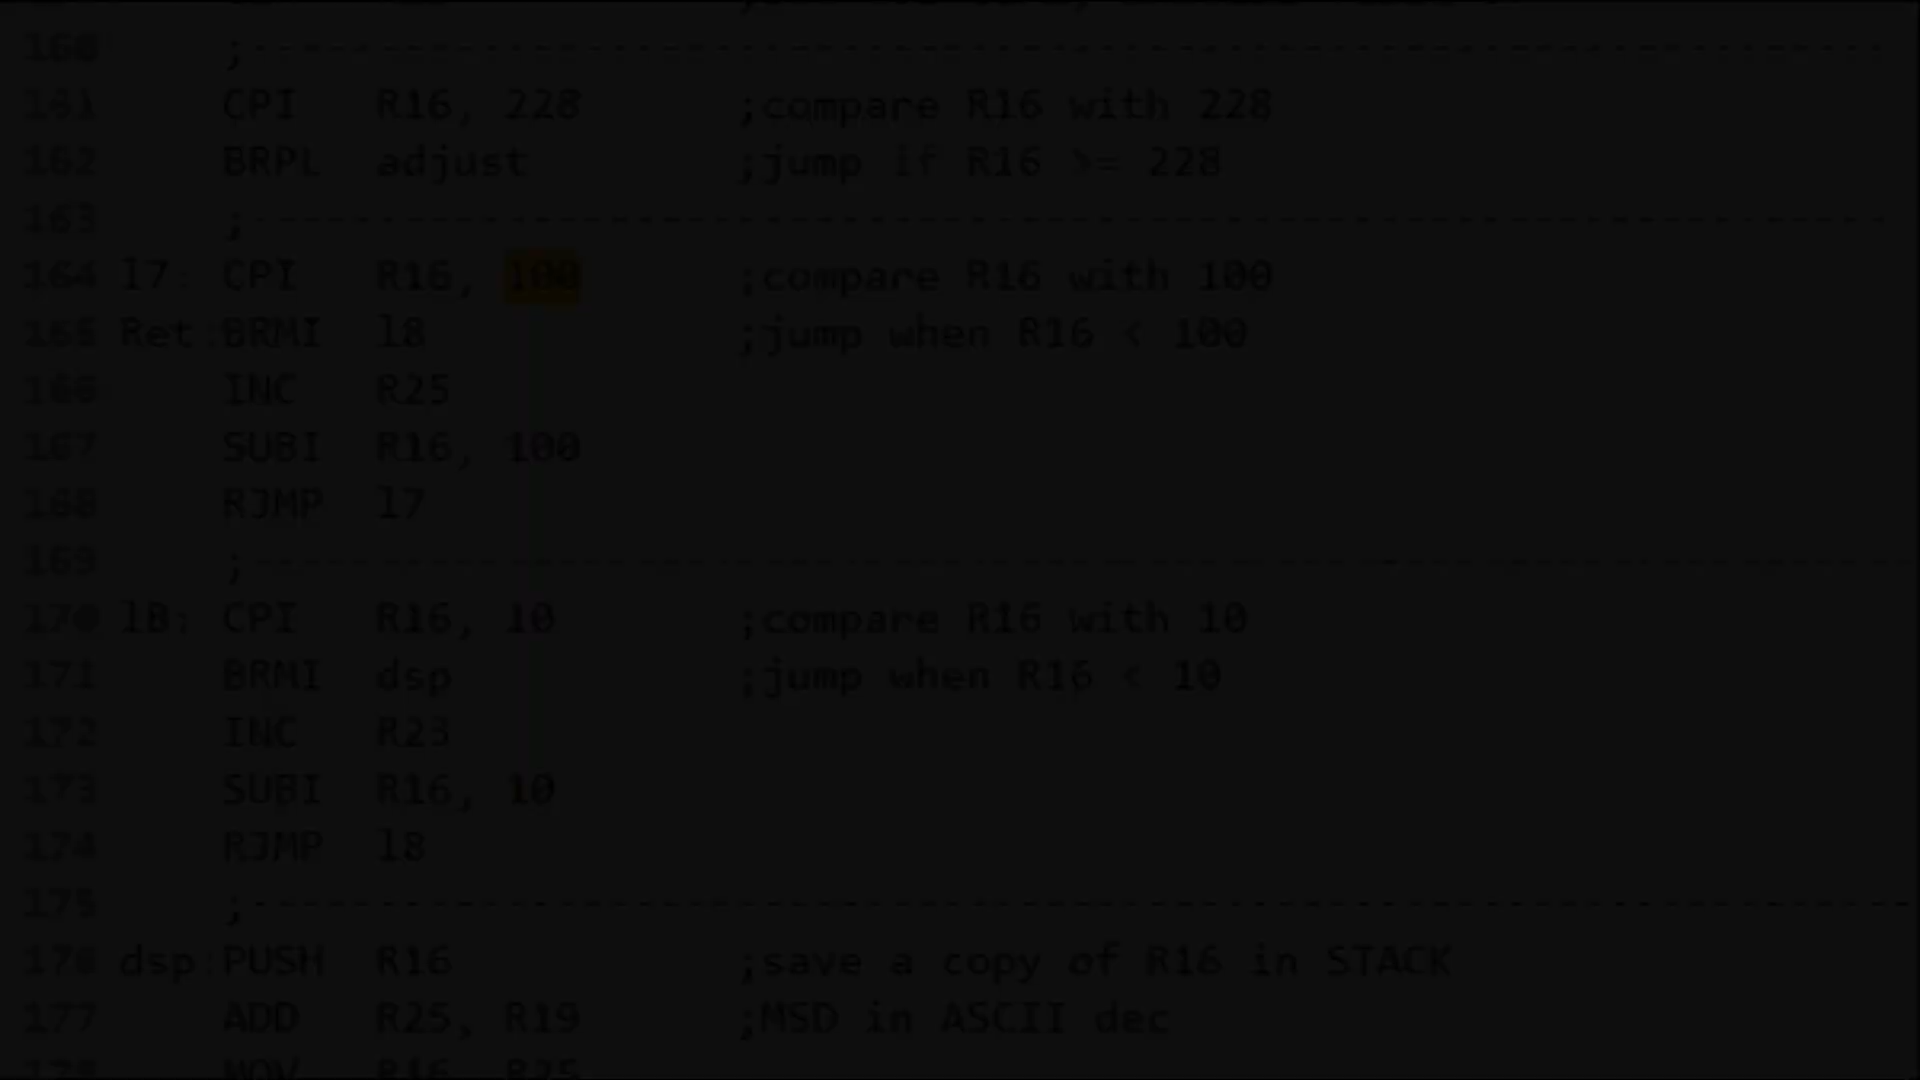 160 ;----------------------------------------------------------------
161 CPI R16, 228 ;compare R16 with 228
162 BRPL adjust ;jump if R16 >= 228
163 ;----------------------------------------------------------------
164 l7: CPI R16, 100 ;compare R16 with 100
165 Ret:BRMI l8 ;jump when R16 < 100
166 INC R25
167 SUBI R16, 100
168 RJMP l7
169 ;----------------------------------------------------------------
170 l8: CPI R16, 10 ;compare R16 with 10
171 BRMI dsp ;jump when R16 < 10
172 INC R23
173 SUBI R16, 10
174 RJMP l8
175 ;----------------------------------------------------------------
176 dsp:PUSH R16 ;save a copy of R16 in STACK
177 ADD R25, R19 ;MSD in ASCII dec
178 MOV R16, R25